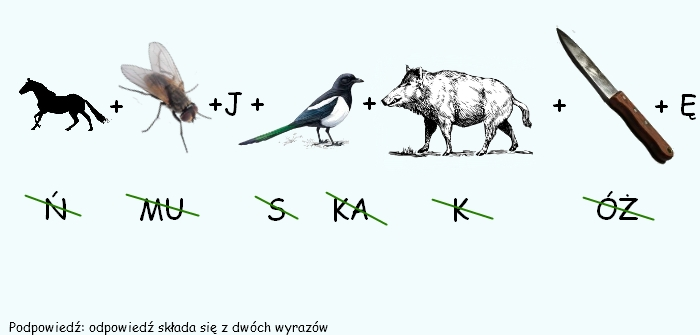 + + J + + + + Ę
Ń MU S KA K ÓŻ
Podpowiedź: odpowiedź składa się z dwóch wyrazów